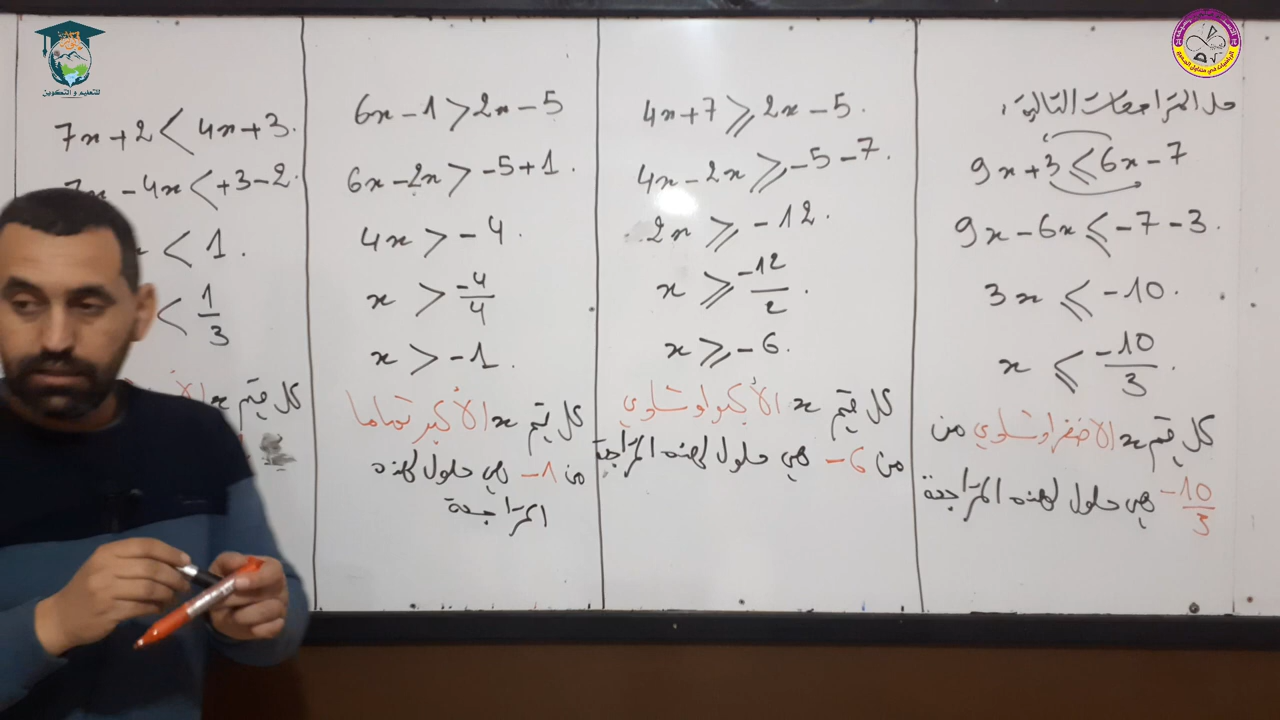 حل المتراجحات التالية:
9x + 3 ⩽ 6x - 7
9x - 6x ⩽ -7 - 3.
3x ⩽ -10.
x ⩽ -10/3.
كل قيم x الأصغر أو تساوي من
-10/3 هي حلول لهذه المتراجحة
4x + 7 ⩾ 2x - 5.
4x - 2x ⩾ -5 - 7.
2x ⩾ -12.
x ⩾ -12/2.
x ⩾ -6.
كل قيم x الأكبر أو تساوي
من -6 هي حلول لهذه المتراجحة
6x - 1 > 2x - 5
6x - 2x > -5 + 1.
4x > -4.
x > -4/4
x > -1.
كل قيم x الأكبر تماما
من -1 هي حلول لهذه
المتراجحة
7x + 2 < 4x + 3.
- 4x < +3 - 2.
< 1.
< 1/3
كل قيم x
للتعليم و التكوين